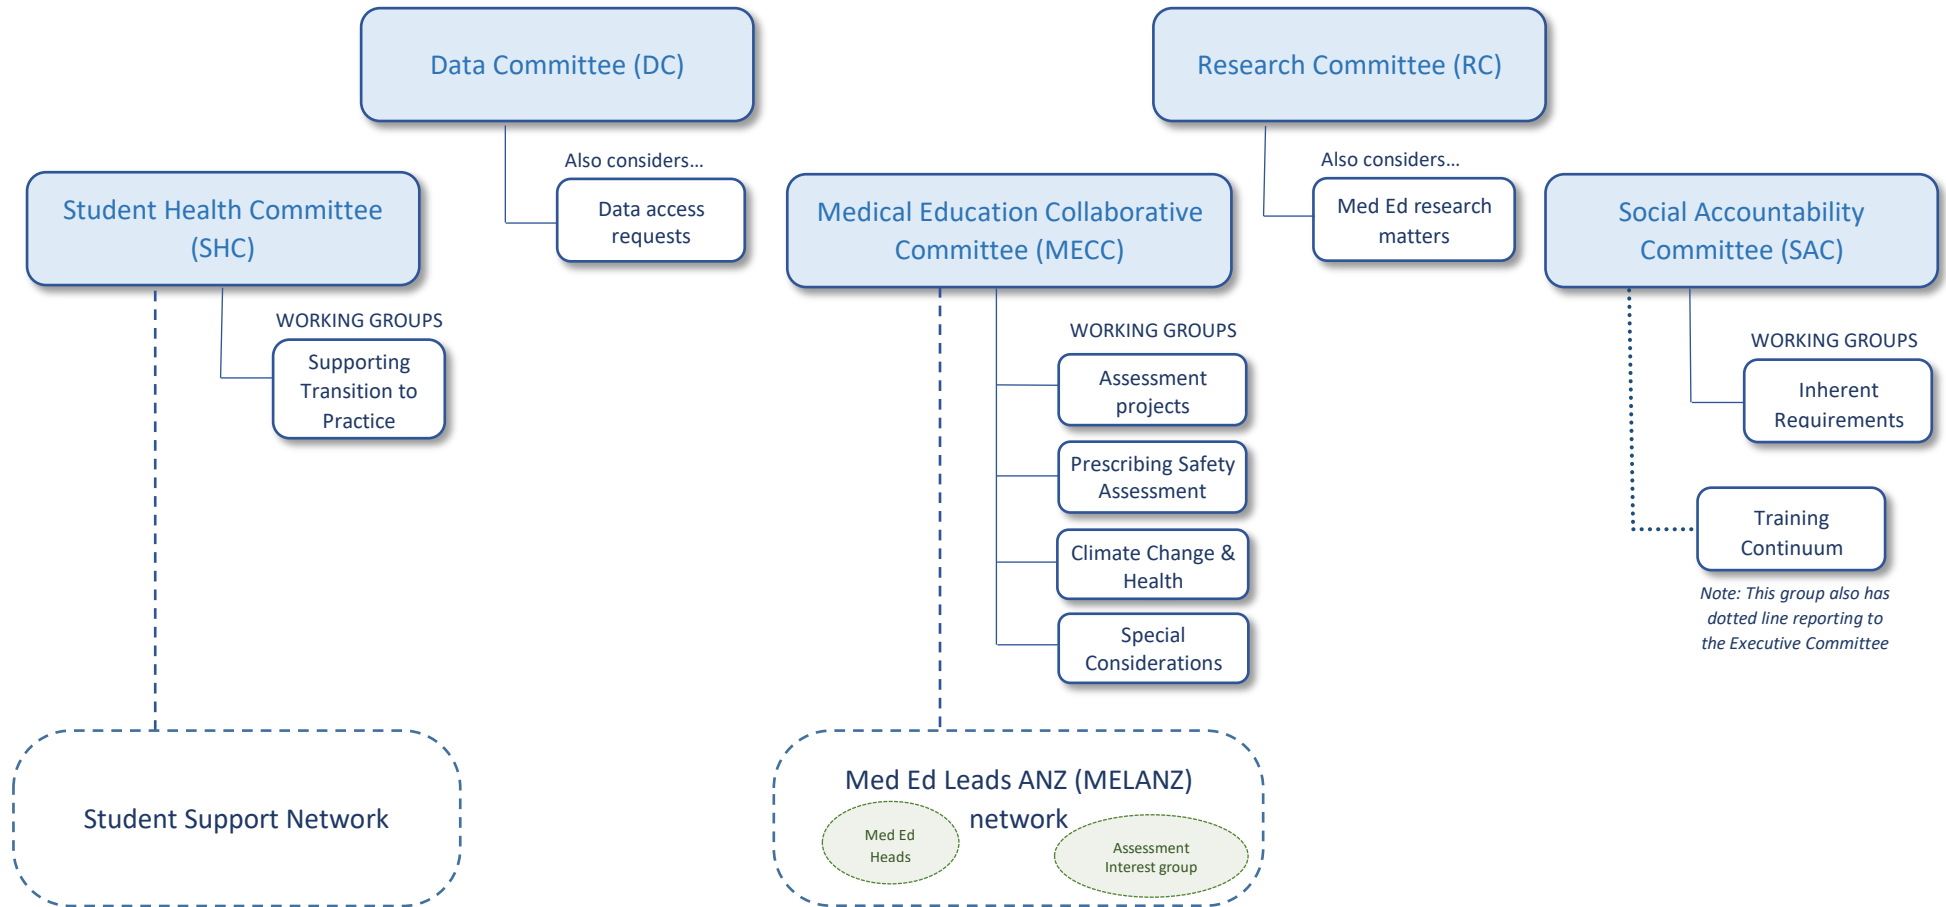 Data Committee (DC)
Research Committee (RC)
Also considers...
Data access
requests
Also considers...
Med Ed research
matters
Student Health Committee
(SHC)
Medical Education Collaborative
Committee (MECC)
Social Accountability
Committee (SAC)
WORKING GROUPS
Supporting
Transition to
Practice
WORKING GROUPS
Assessment
projects
Prescribing Safety
Assessment
Climate Change &
Health
Special
Considerations
WORKING GROUPS
Inherent
Requirements
Training
Continuum
Note: This group also has
dotted line reporting to
the Executive Committee
Student Support Network
Med Ed Leads ANZ (MELANZ)
network
Med Ed
Heads
Assessment
Interest group